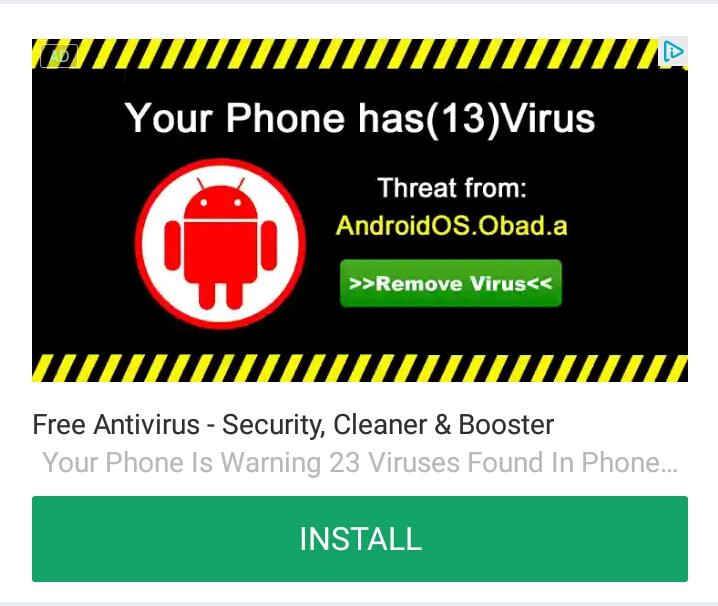 AD
Your Phone has(13)Virus
Threat from:
AndroidOS.Obad.a
>>Remove Virus<<
Free Antivirus - Security, Cleaner & Booster
Your Phone Is Warning 23 Viruses Found In Phone...
INSTALL